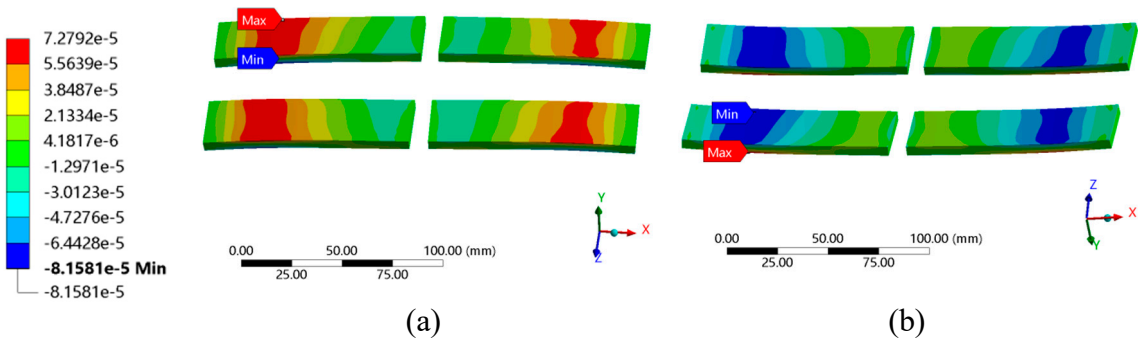 7.2792e-5
5.5639e-5
3.8487e-5
2.1334e-5
4.1817e-6
-1.2971e-5
-3.0123e-5
-4.7276e-5
-6.4428e-5
-8.1581e-5 Min
-8.1581e-5
Max
Min
Y
X
Z
0.00 50.00 100.00 (mm)
25.00 75.00
(a)
Min
Max
Z
X
Y
0.00 50.00 100.00 (mm)
25.00 75.00
(b)